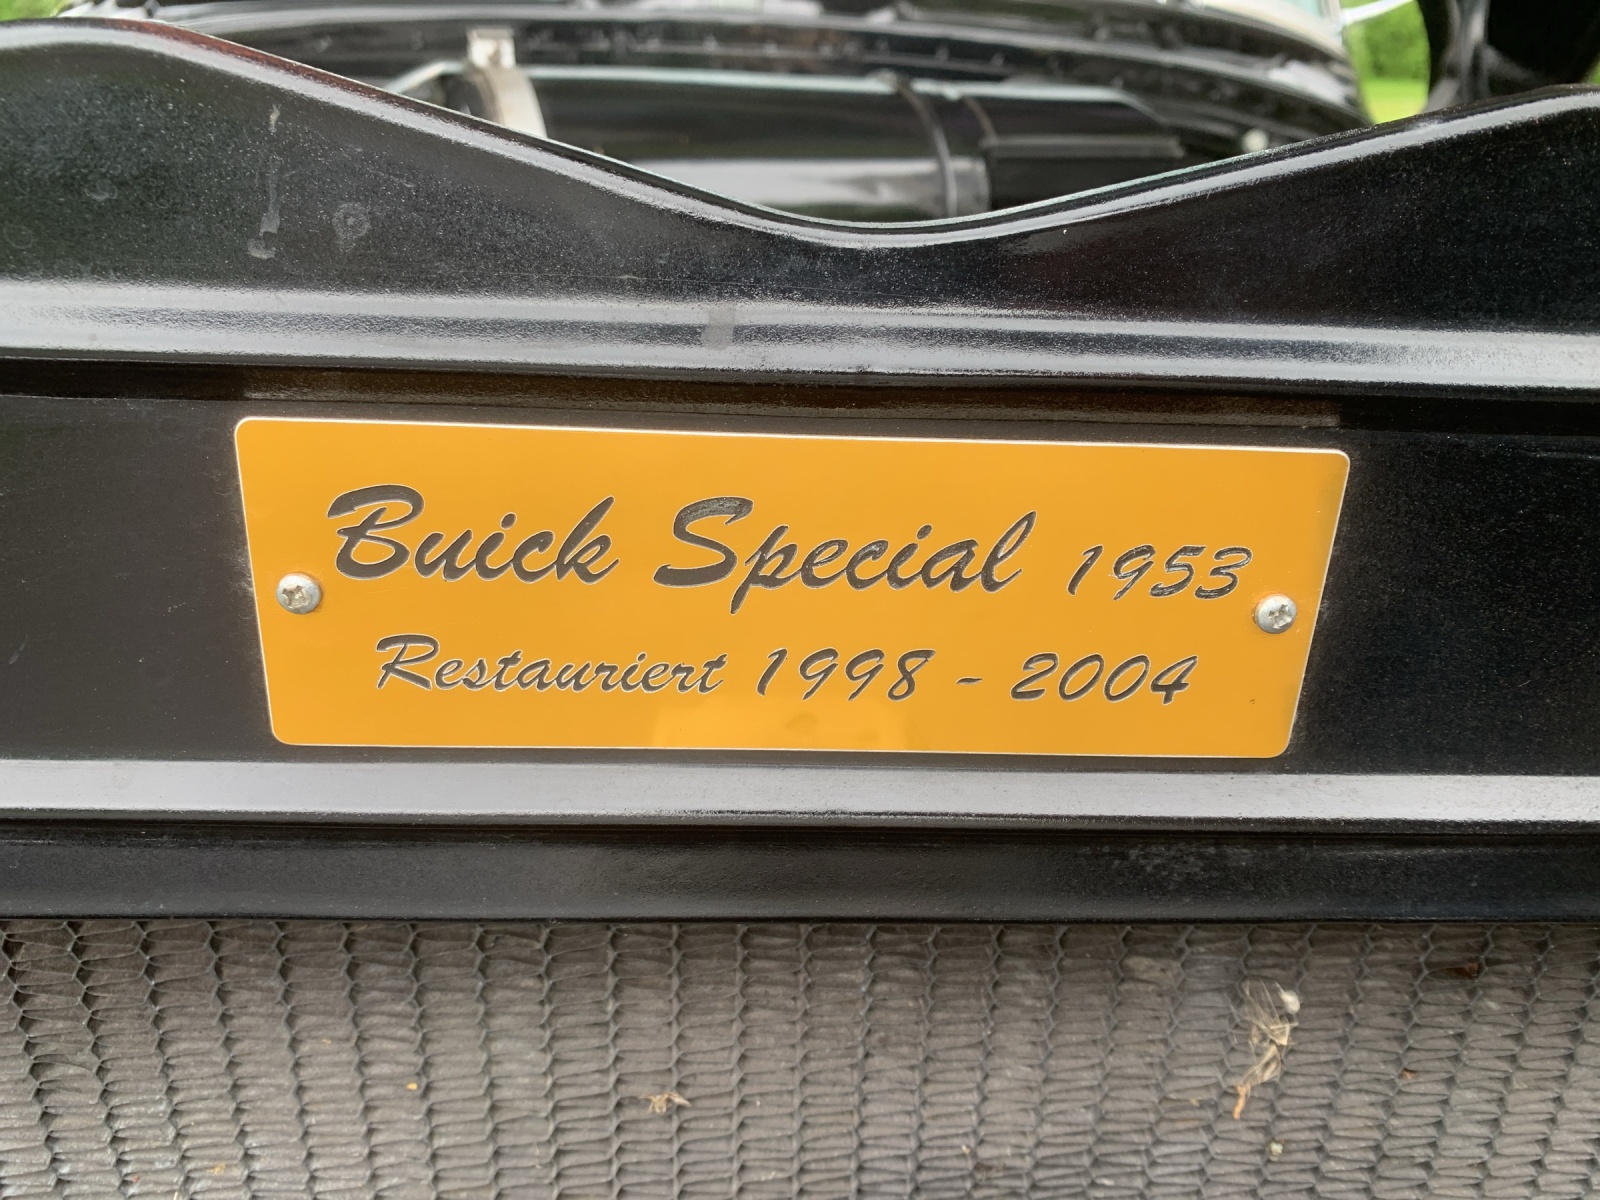 Buick Special 1953
Restauriert 1998 - 2004